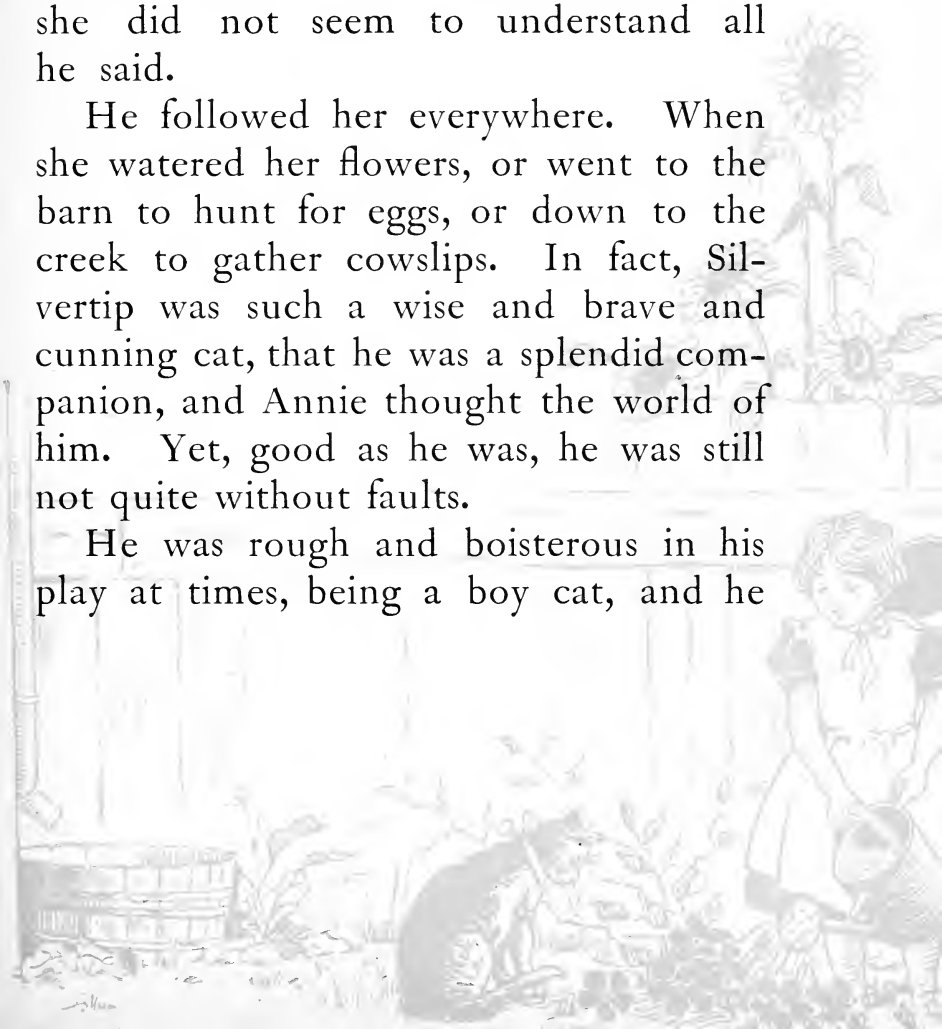 she did not seem to understand all
he said.
He followed her everywhere. When
she watered her flowers, or went to the
barn to hunt for eggs, or down to the
creek to gather cowslips. In fact, Sil-
vertip was such a wise and brave and
cunning cat, that he was a splendid com-
panion, and Annie thought the world of
him. Yet, good as he was, he was still
not quite without faults.
He was rough and boisterous in his
play at times, being a boy cat, and he